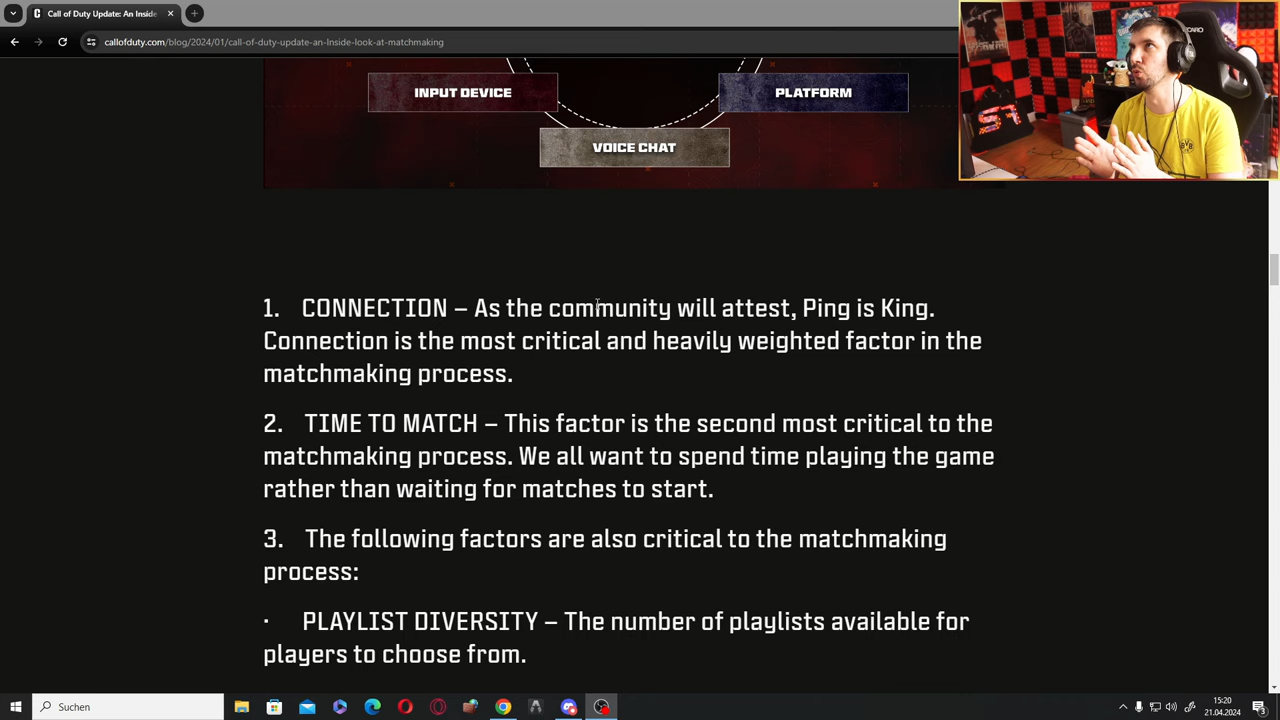 Call of Duty Update: An Inside
callofduty.com/blog/2024/01/call-of-duty-update-an-Inside-look-at-matchmaking
INPUT DEVICE
PLATFORM
VOICE CHAT
1. CONNECTION – As the community will attest, Ping is King.
Connection is the most critical and heavily weighted factor in the
matchmaking process.
2. TIME TO MATCH – This factor is the second most critical to the
matchmaking process. We all want to spend time playing the game
rather than waiting for matches to start.
3. The following factors are also critical to the matchmaking
process:
· PLAYLIST DIVERSITY – The number of playlists available for
players to choose from.
Suchen
15:20
21.04.2024
3